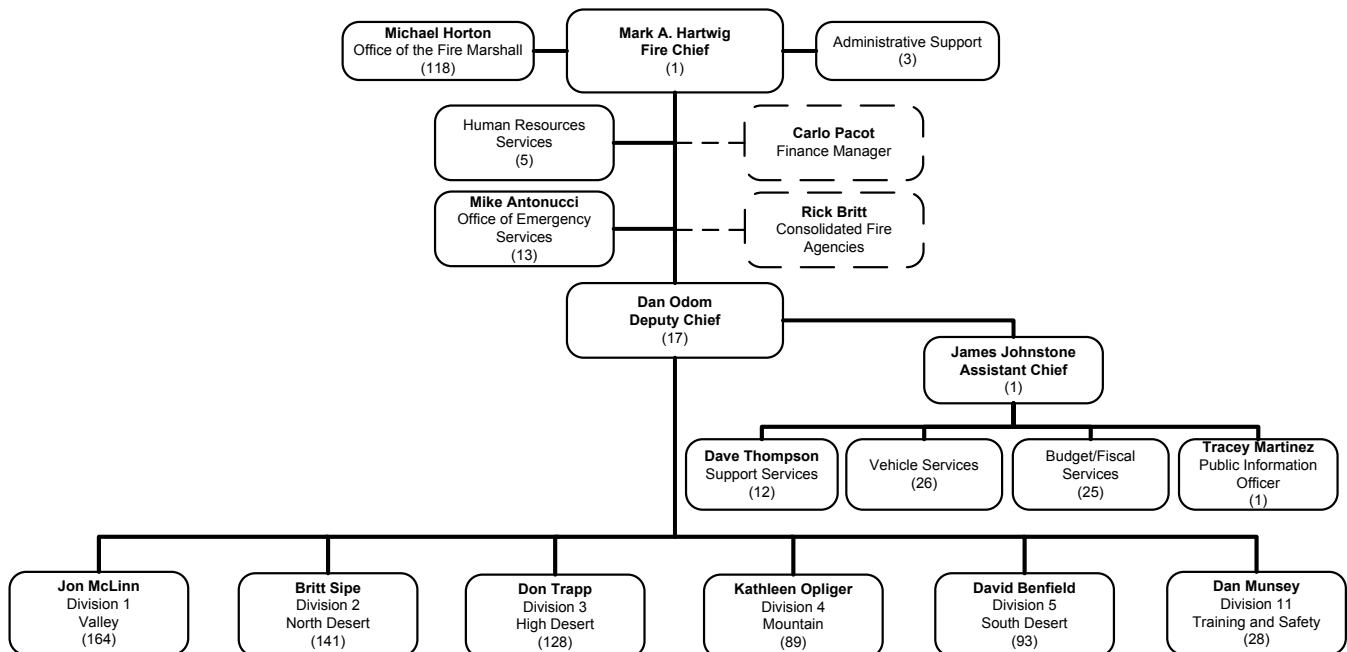 Michael Horton
Office of the Fire Marshall
(118)
Mark A. Hartwig
Fire Chief
(1)
Administrative Support
(3)
Human Resources
Services
(5)
Carlo Pacot
Finance Manager
Mike Antonucci
Office of Emergency
Services
(13)
Rick Britt
Consolidated Fire
Agencies
Dan Odom
Deputy Chief
(17)
James Johnstone
Assistant Chief
(1)
Dave Thompson
Support Services
(12)
Vehicle Services
(26)
Budget/Fiscal
Services
(25)
Tracey Martinez
Public Information
Officer
(1)
Jon McLinn
Division 1
Valley
(164)
Britt Sipe
Division 2
North Desert
(141)
Don Trapp
Division 3
High Desert
(128)
Kathleen Opliger
Division 4
Mountain
(89)
David Benfield
Division 5
South Desert
(93)
Dan Munsey
Division 11
Training and Safety
(28)